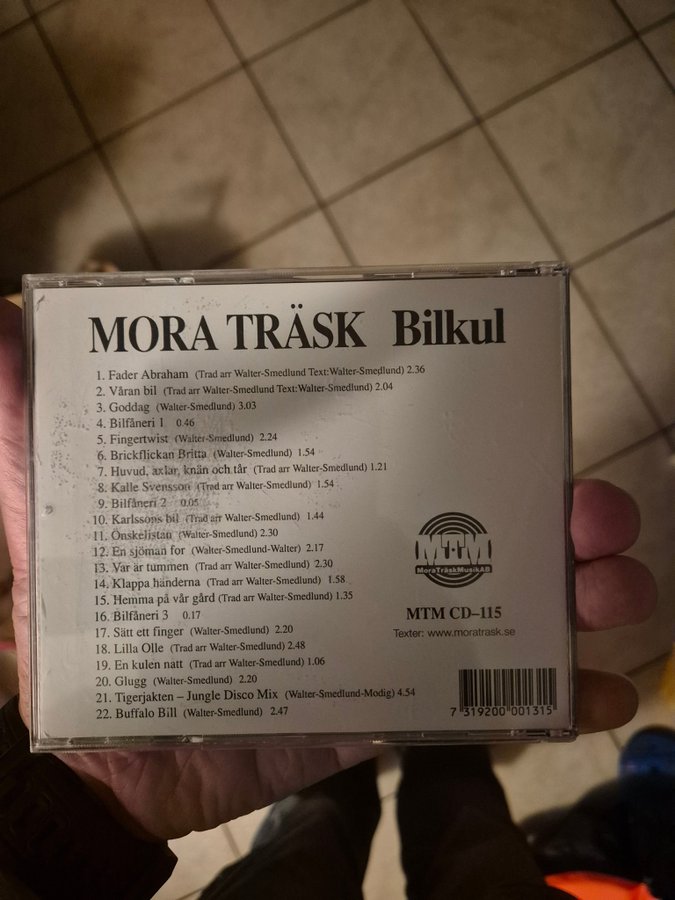 MORA TRÄSK Bilkul
1. Fader Abraham (Trad arr Walter-Smedlund Text:Walter-Smedlund) 2.36
2. Våran bil (Trad arr Walter-Smedlund Text:Walter-Smedlund) 2.04
3. Goddag (Walter-Smedlund) 3.03
4. Bilfåneri 1 0.46
5. Fingertwist (Walter-Smedlund) 2.24
6. Brickflickan Britta (Walter-Smedlund) 1.54
7. Huvud, axlar, knän och tår (Trad arr Walter-Smedlund) 1.21
8. Kalle Svensson (Trad arr Walter-Smedlund) 1.54
9. Bilfåneri 2 0.05
10. Karlssons bil (Trad arr Walter-Smedlund) 1.44
11. Önskelistan (Walter-Smedlund) 2.30
12. En sjöman for (Walter-Smedlund-Walter) 2.17
13. Var är tummen (Trad arr Walter-Smedlund) 2.30
14. Klappa händerna (Trad arr Walter-Smedlund) 1.58
15. Hemma på vår gård (Trad arr Walter-Smedlund) 1.35
16. Bilfåneri 3 0.17
17. Sätt ett finger (Walter-Smedlund) 2.20
18. Lilla Olle (Trad arr Walter-Smedlund) 2.48
19. En kulen natt (Trad arr Walter-Smedlund) 1.06
20. Glugg (Walter-Smedlund) 2.20
21. Tigerjakten – Jungle Disco Mix (Walter-Smedlund-Modig) 4.54
22. Buffalo Bill (Walter-Smedlund) 2.47
MTM
MoraTräskMusikAB
MTM CD–115
Texter: www.moratrask.se
7 319200 001315